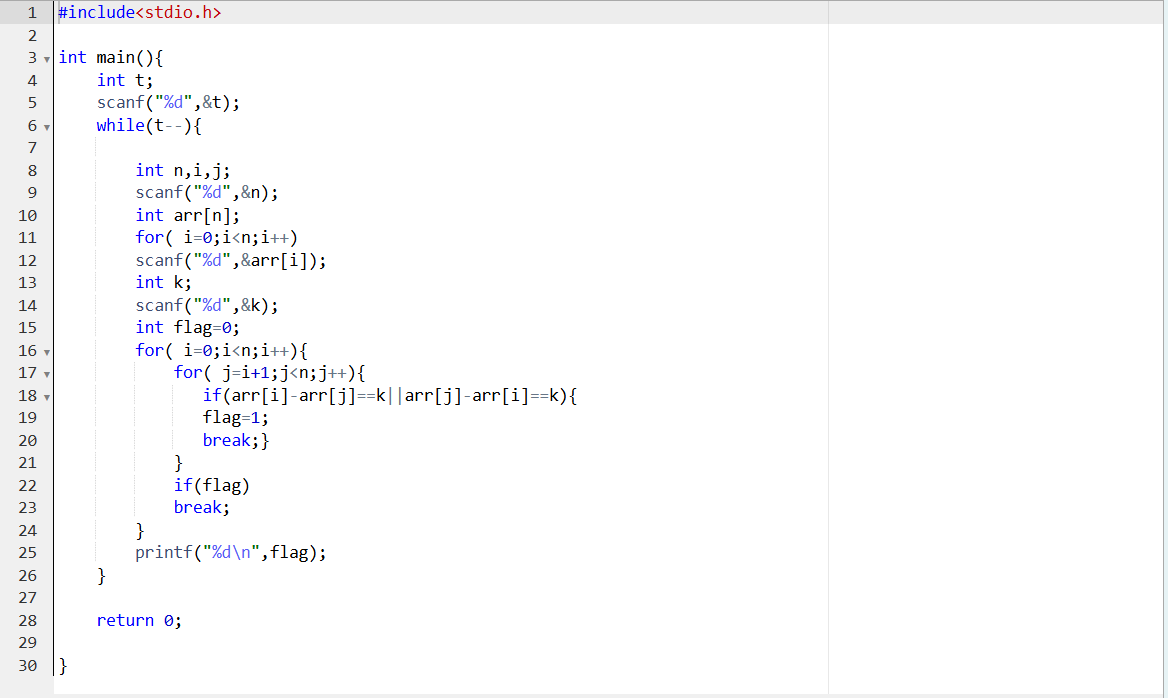 1 #include<stdio.h>
2
3 int main(){
4 int t;
5 scanf("%d",&t);
6 while(t--){
7
8 int n,i,j;
9 scanf("%d",&n);
10 int arr[n];
11 for( i=0;i<n;i++)
12 scanf("%d",&arr[i]);
13 int k;
14 scanf("%d",&k);
15 int flag=0;
16 for( i=0;i<n;i++){
17 for( j=i+1;j<n;j++){
18 if(arr[i]-arr[j]==k||arr[j]-arr[i]==k){
19 flag=1;
20 break;}
21 }
22 if(flag)
23 break;
24 }
25 printf("%d\n",flag);
26 }
27
28 return 0;
29
30 }